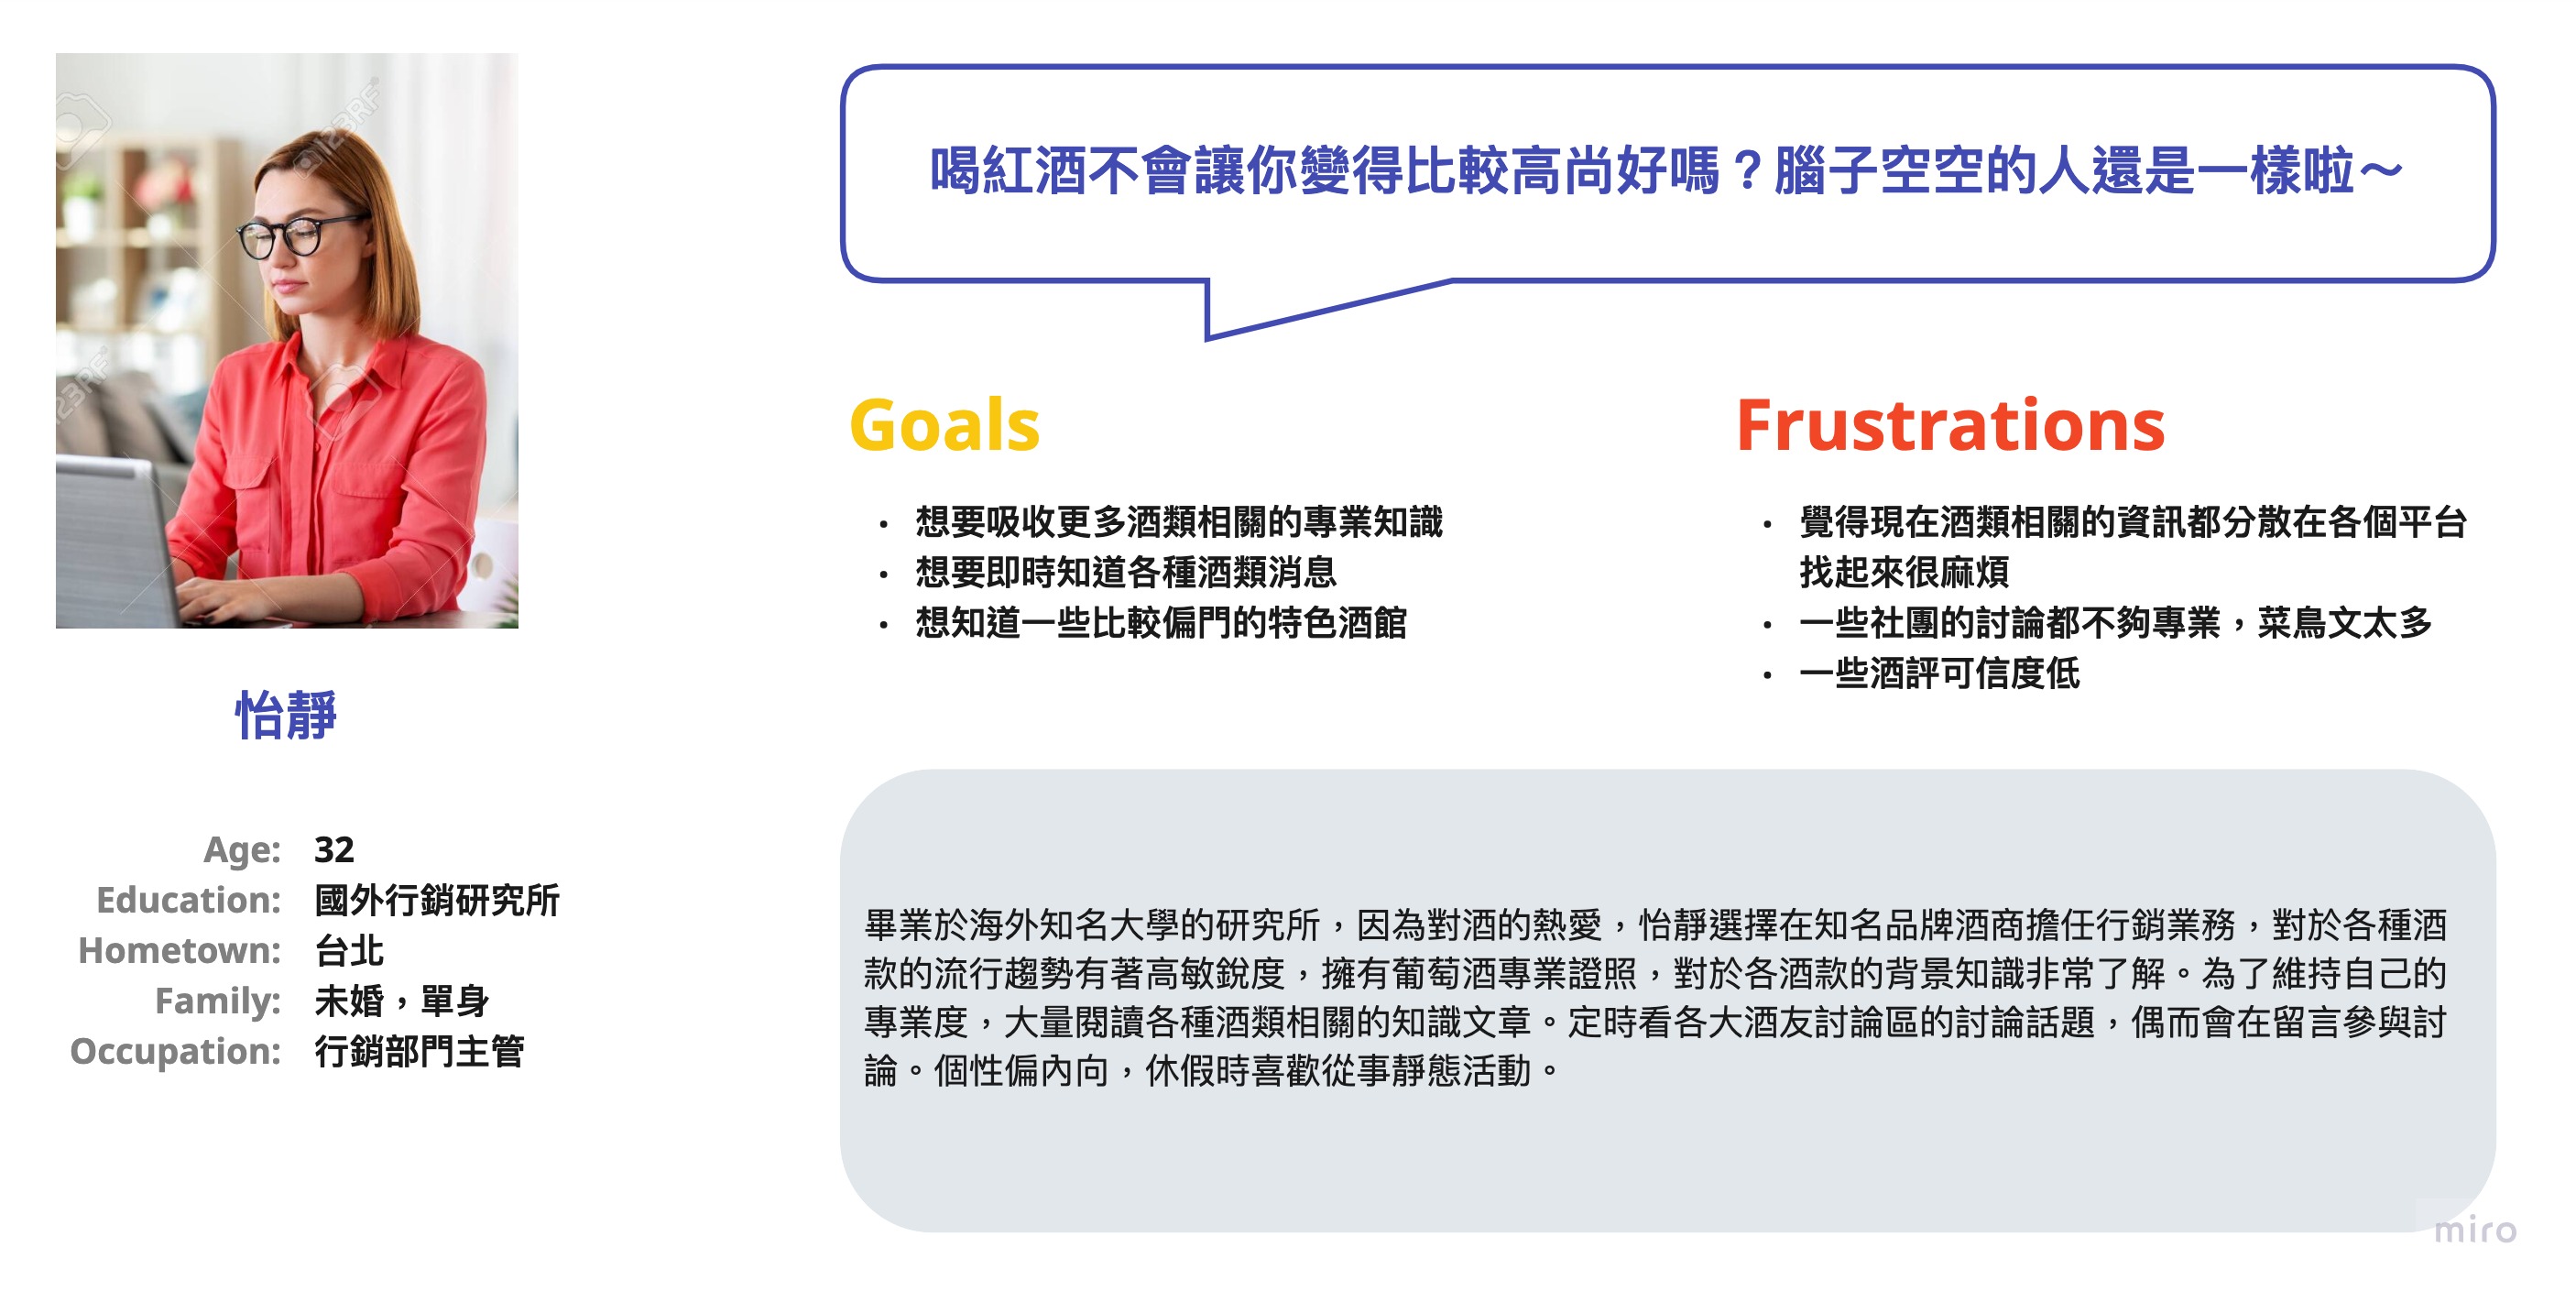 喝紅酒不會讓你變得比較高尚好嗎？腦子空空的人還是一樣啦～
123RF
123RF
怡靜
Age: 32
Education: 國外行銷研究所
Hometown: 台北
Family: 未婚，單身
Occupation: 行銷部門主管
Goals
• 想要吸收更多酒類相關的專業知識
• 想要即時知道各種酒類消息
• 想知道一些比較偏門的特色酒館
Frustrations
• 覺得現在酒類相關的資訊都分散在各個平台
找起來很麻煩
• 一些社團的討論都不夠專業，菜鳥文太多
• 一些酒評可信度低
畢業於海外知名大學的研究所，因為對酒的熱愛，怡靜選擇在知名品牌酒商擔任行銷業務，對於各種酒
款的流行趨勢有著高敏銳度，擁有葡萄酒專業證照，對於各酒款的背景知識非常了解。為了維持自己的
專業度，大量閱讀各種酒類相關的知識文章。定時看各大酒友討論區的討論話題，偶而會在留言參與討
論。個性偏內向，休假時喜歡從事靜態活動。
miro